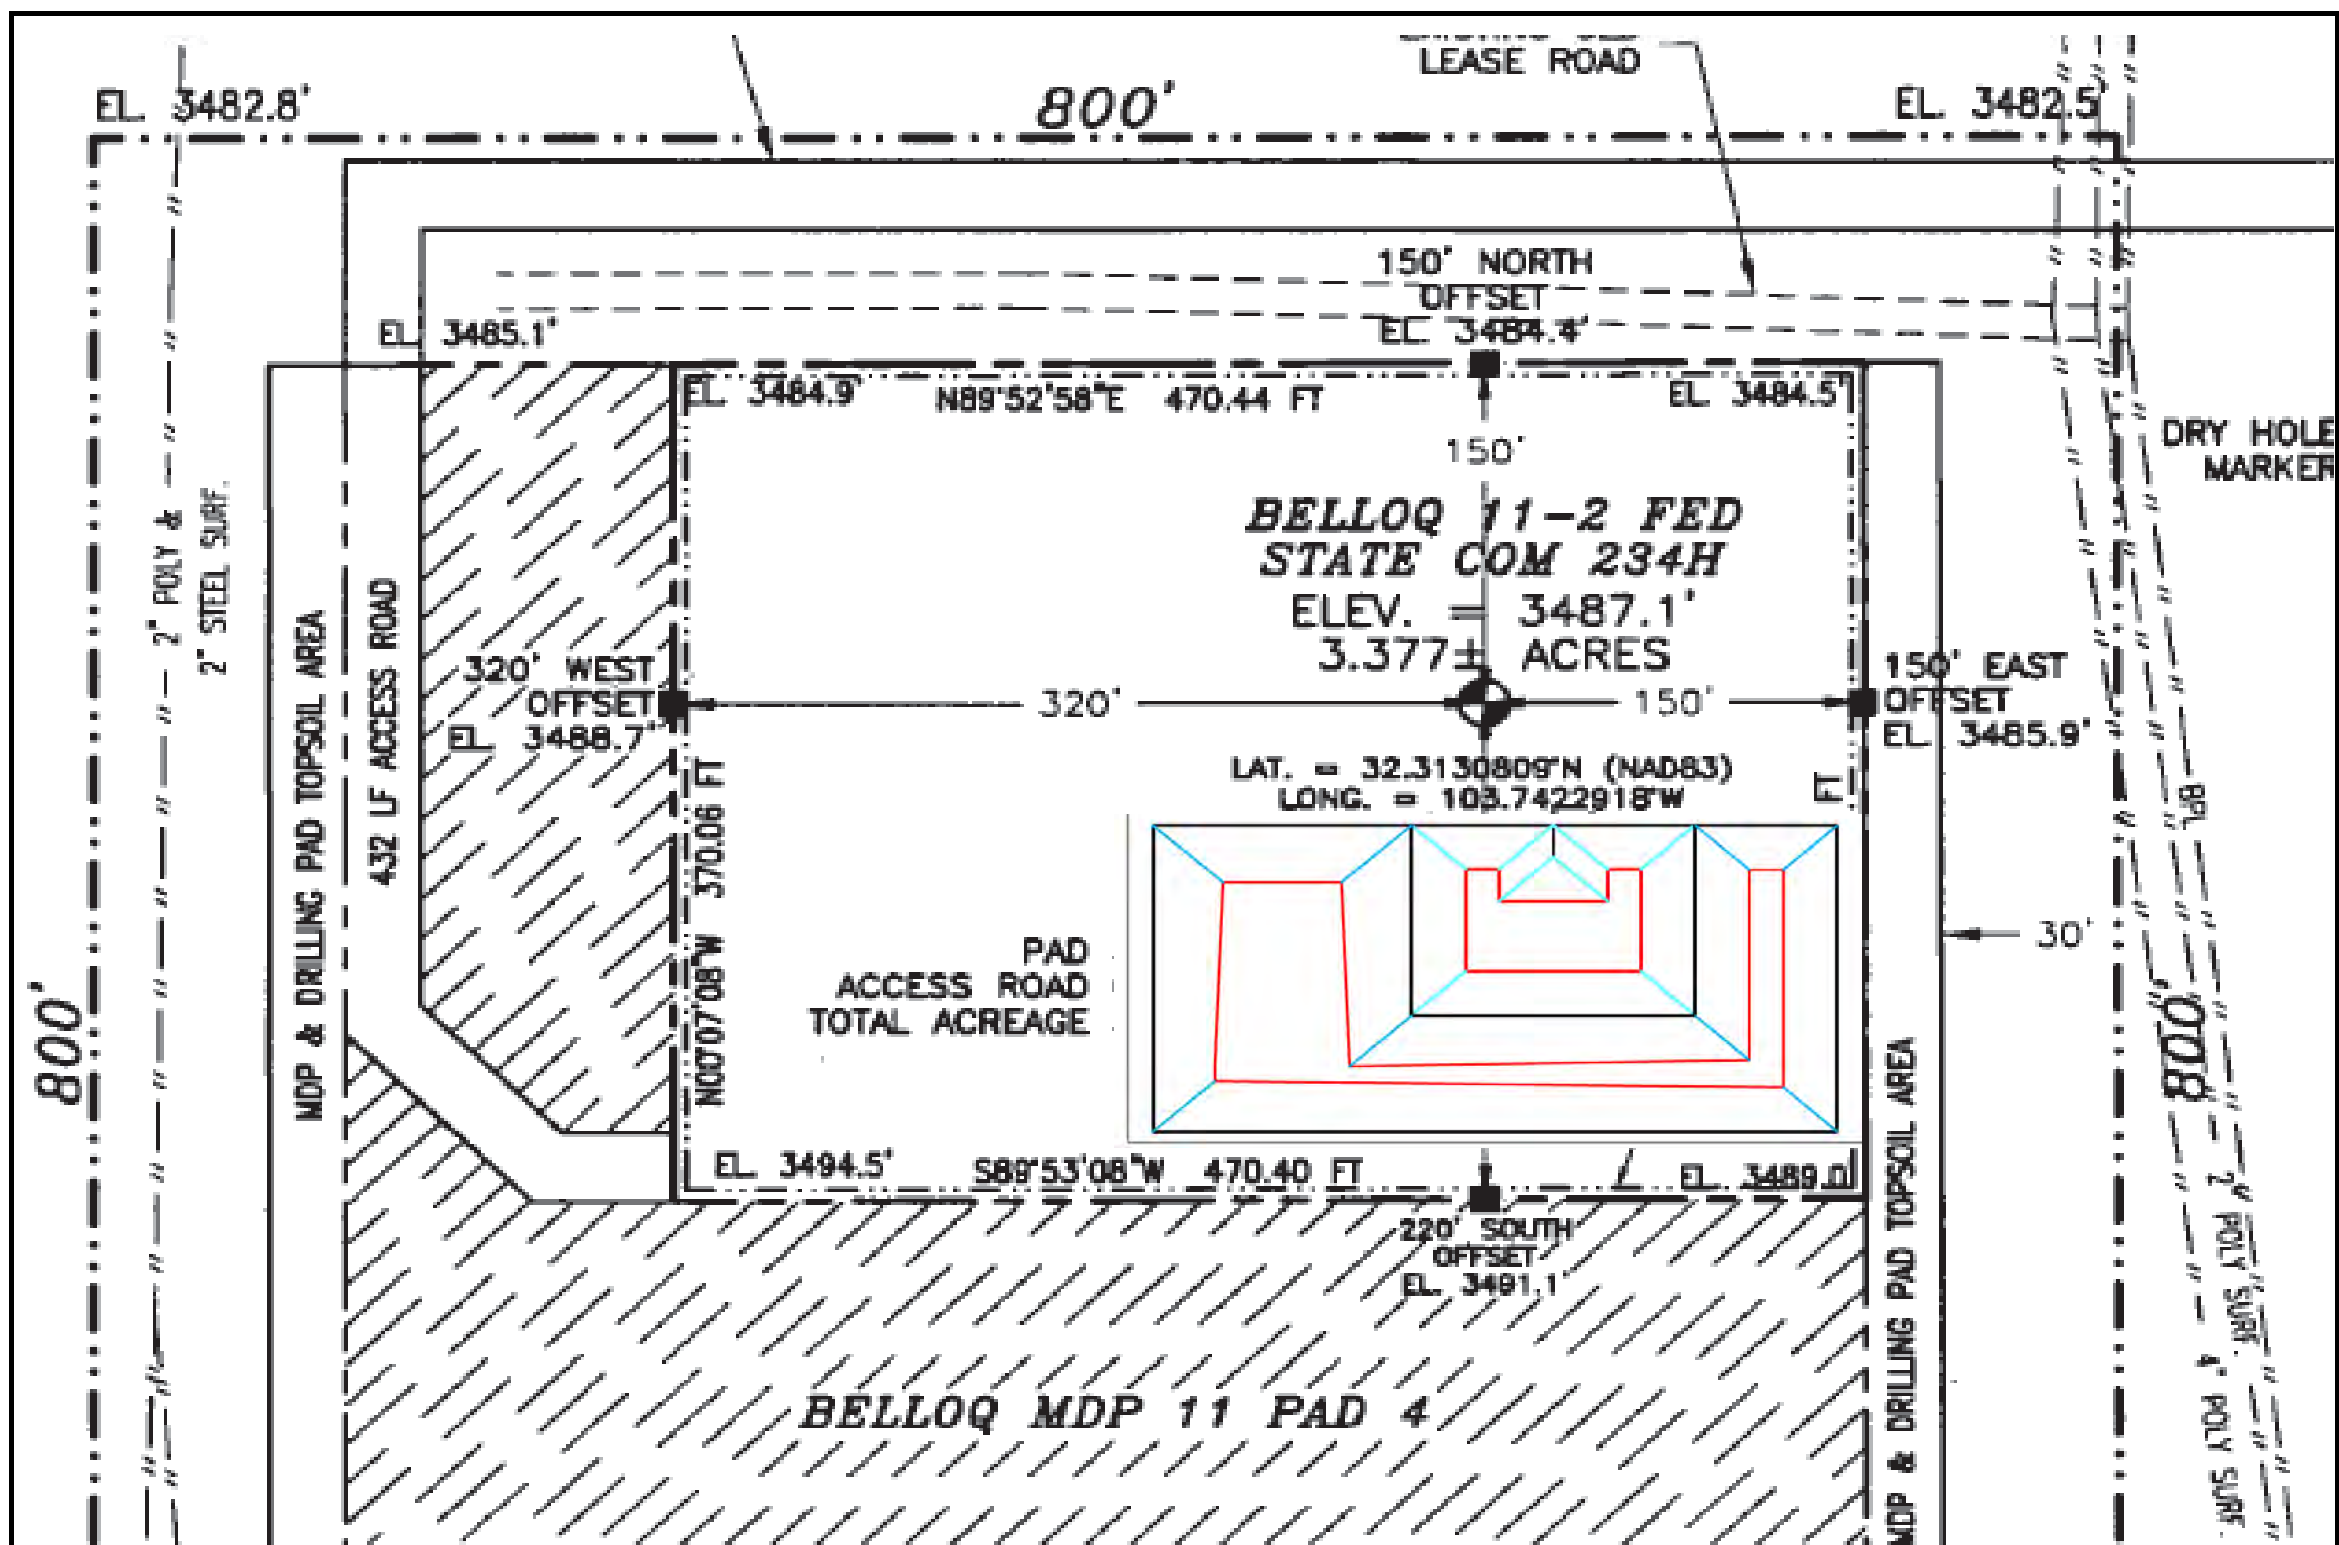 LEASE ROAD
EL. 3482.8'
800'
EL. 3482.5'
150' NORTH
OFFSET
EL. 3484.4'
EL. 3485.1'
EL. 3484.9'
N89°52'58"E 470.44 FT
EL. 3484.5'
150'
DRY HOLE
MARKER
BELLOQ 11-2 FED
STATE COM 234H
ELEV. = 3487.1'
3.377± ACRES
2" POLY &
2" STEEL SURF.
MDP & DRILLING PAD TOPSOIL AREA
432 LF ACCESS ROAD
320' WEST
OFFSET
EL. 3488.7'
320'
150'
150' EAST
OFFSET
EL. 3485.9'
LAT. = 32.3130809°N (NAD83)
LONG. = 103.7422918°W
N00°07'08"W 370.06 FT
FT
BPL
PAD
ACCESS ROAD
TOTAL ACREAGE
30'
800'
800'
EL. 3494.5'
S89°53'08"W 470.40 FT
EL. 3489.0
220' SOUTH
OFFSET
EL. 3491.1'
MDP & DRILLING PAD TOPSOIL AREA
POLY SURF.
4" POLY SURF.
BELLOQ MDP 11 PAD 4